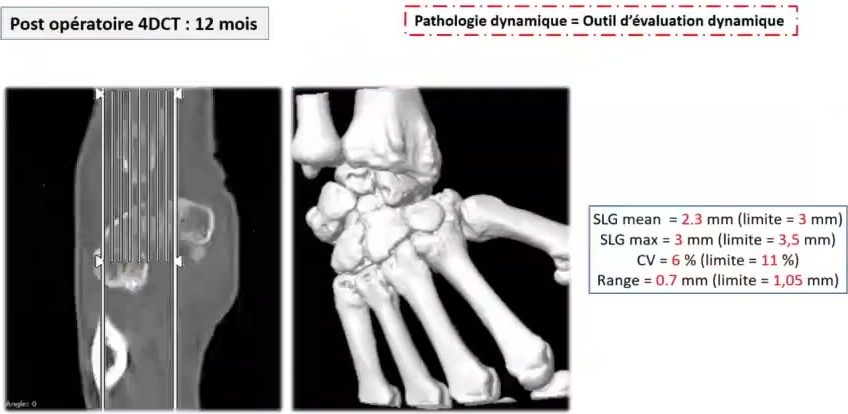 Post opératoire 4DCT : 12 mois
Pathologie dynamique = Outil d’évaluation dynamique
SLG mean = 2.3 mm (limite = 3 mm)
SLG max = 3 mm (limite = 3,5 mm)
CV = 6 % (limite = 11 %)
Range = 0.7 mm (limite = 1,05 mm)
Angle: 0